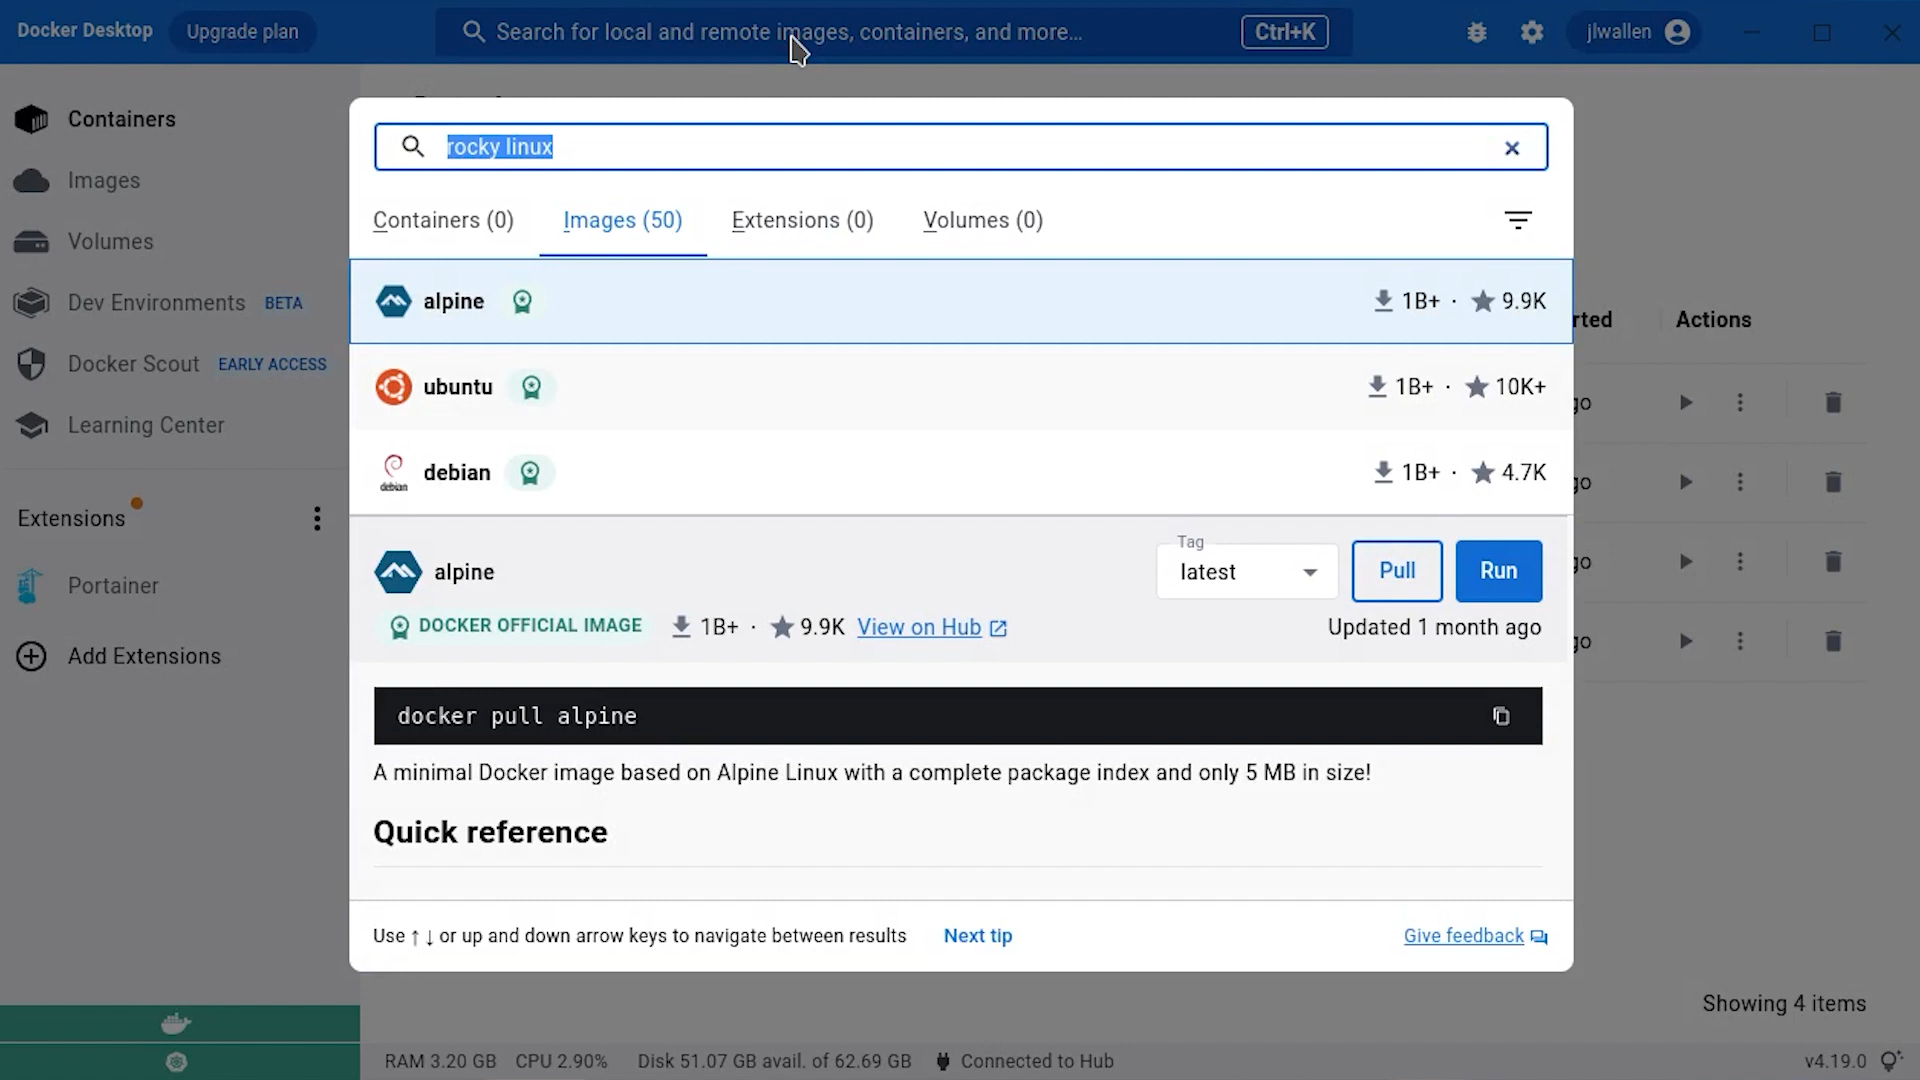 Docker Desktop Upgrade plan Search for local and remote images, containers, and more... Ctrl+K jlwallen
Containers
Images
Volumes
Dev Environments BETA
Docker Scout EARLY ACCESS
Learning Center
Extensions
Portainer
Add Extensions
rocky linux
Containers (0) Images (50) Extensions (0) Volumes (0)
alpine 1B+ · 9.9K
ubuntu 1B+ · 10K+
debian
debian 1B+ · 4.7K
alpine Tag latest Pull Run
DOCKER OFFICIAL IMAGE 1B+ · 9.9K View on Hub Updated 1 month ago
docker pull alpine
A minimal Docker image based on Alpine Linux with a complete package index and only 5 MB in size!
Quick reference
Use ↑ ↓ or up and down arrow keys to navigate between results Next tip Give feedback
rted Actions
go
go
go
go
Showing 4 items
RAM 3.20 GB CPU 2.90% Disk 51.07 GB avail. of 62.69 GB Connected to Hub v4.19.0